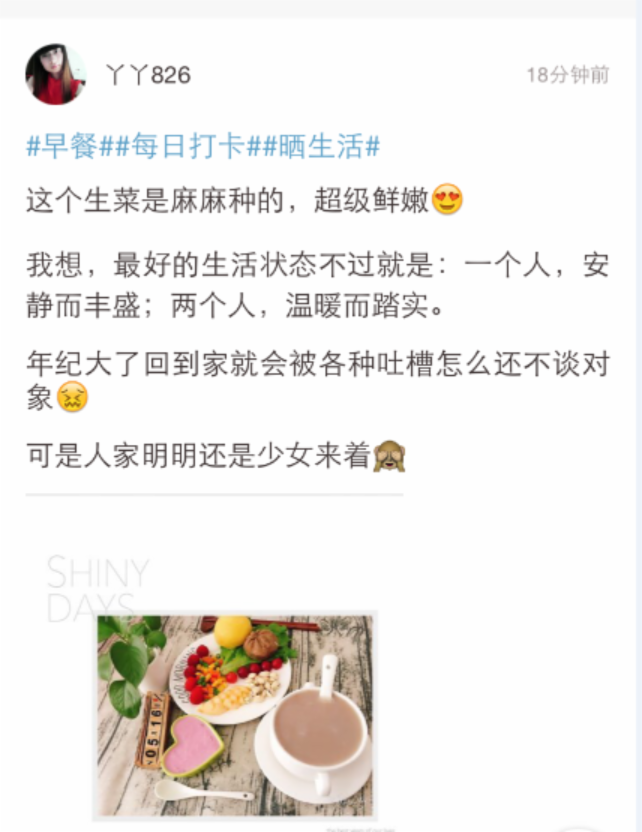 丫丫826
18分钟前
#早餐##每日打卡##晒生活#
这个生菜是麻麻种的，超级鲜嫩😍
我想，最好的生活状态不过就是：一个人，安
静而丰盛；两个人，温暖而踏实。
年纪大了回到家就会被各种吐槽怎么还不谈对
象😖
可是人家明明还是少女来着🙈
SHINY
DAYS
05 16